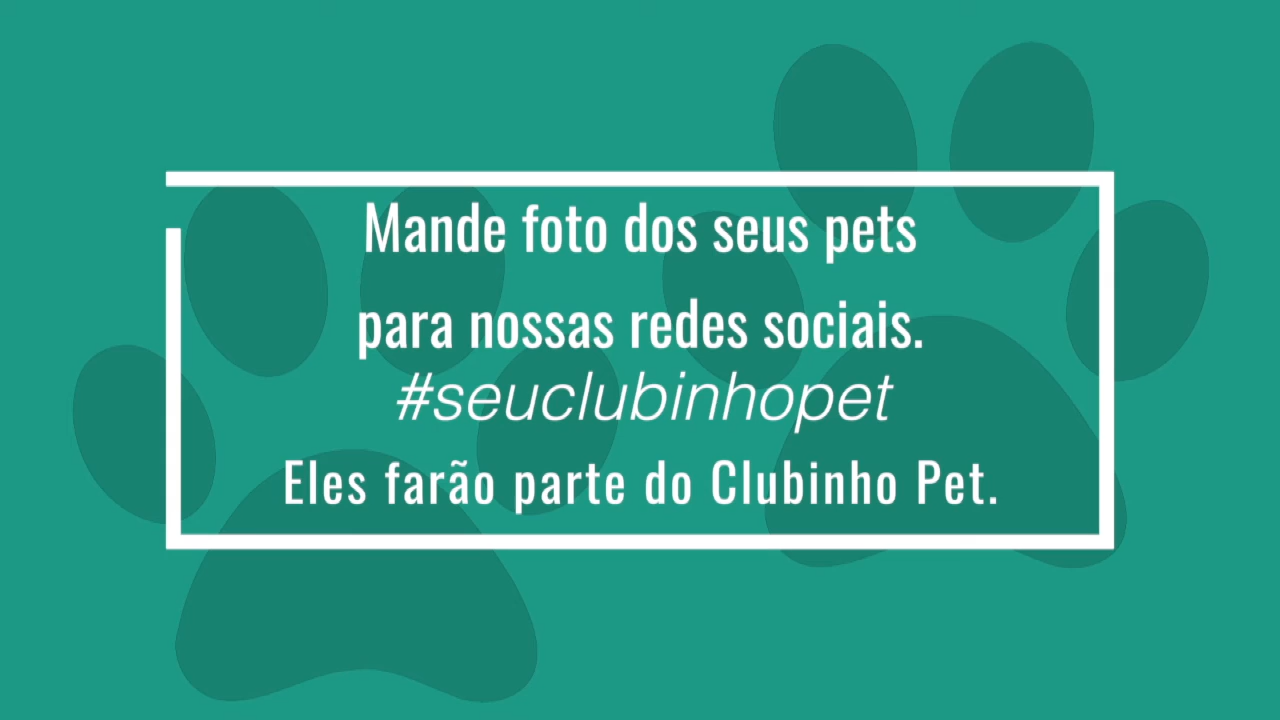 Mande foto dos seus pets
para nossas redes sociais.
#seuclubinhopet
Eles farão parte do Clubinho Pet.